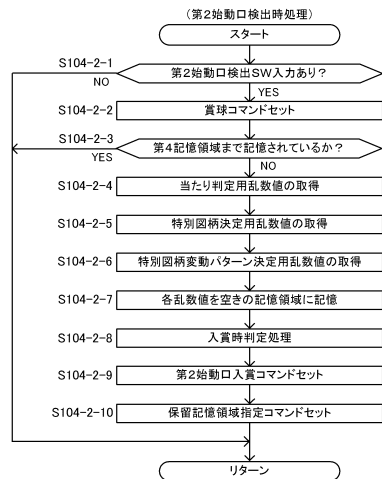 (第2始動口検出時処理)
スタート
S104-2-1
第2始動口検出SW入力あり?
NO
YES
S104-2-2
賞球コマンドセット
S104-2-3
第4記憶領域まで記憶されているか?
YES
NO
S104-2-4
当たり判定用乱数値の取得
S104-2-5
特別図柄決定用乱数値の取得
S104-2-6
特別図柄変動パターン決定用乱数値の取得
S104-2-7
各乱数値を空きの記憶領域に記憶
S104-2-8
入賞時判定処理
S104-2-9
第2始動口入賞コマンドセット
S104-2-10
保留記憶領域指定コマンドセット
リターン